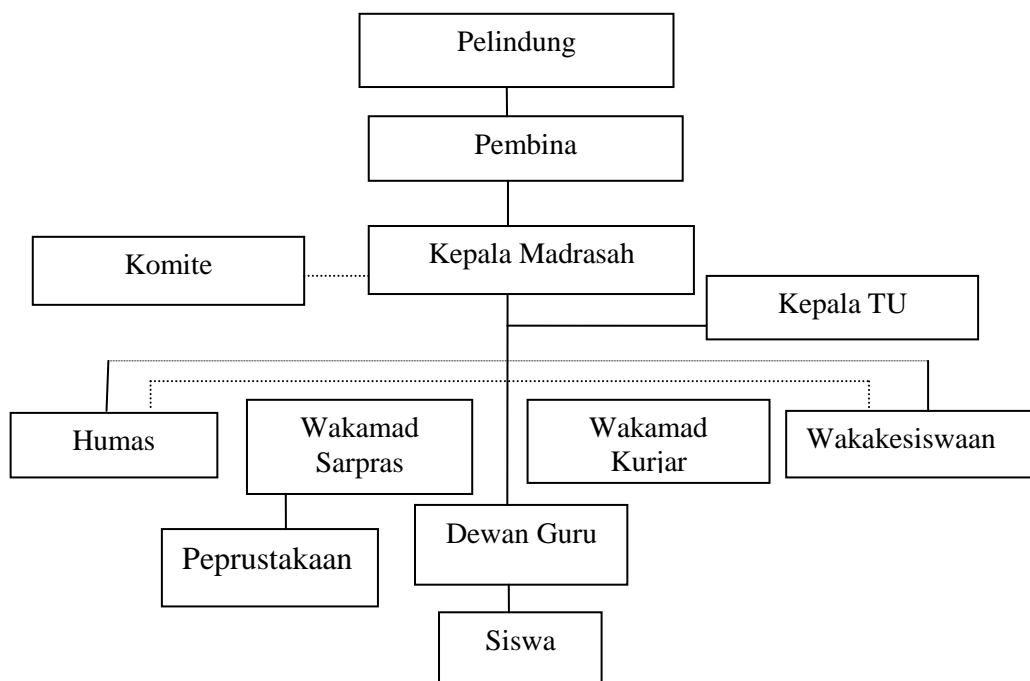 Pelindung
Pembina
Kepala Madrasah
Komite
Kepala TU
Humas
Wakamad
Sarpras
Wakamad
Kurjar
Wakakesiswaan
Peprustakaan
Dewan Guru
Siswa